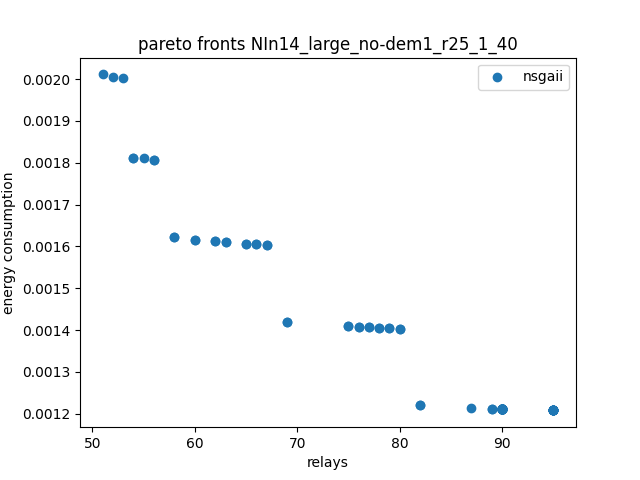 pareto fronts NIn14_large_no-dem1_r25_1_40
nsgaii
energy consumption
0.0020
0.0019
0.0018
0.0017
0.0016
0.0015
0.0014
0.0013
0.0012
50 60 70 80 90
relays